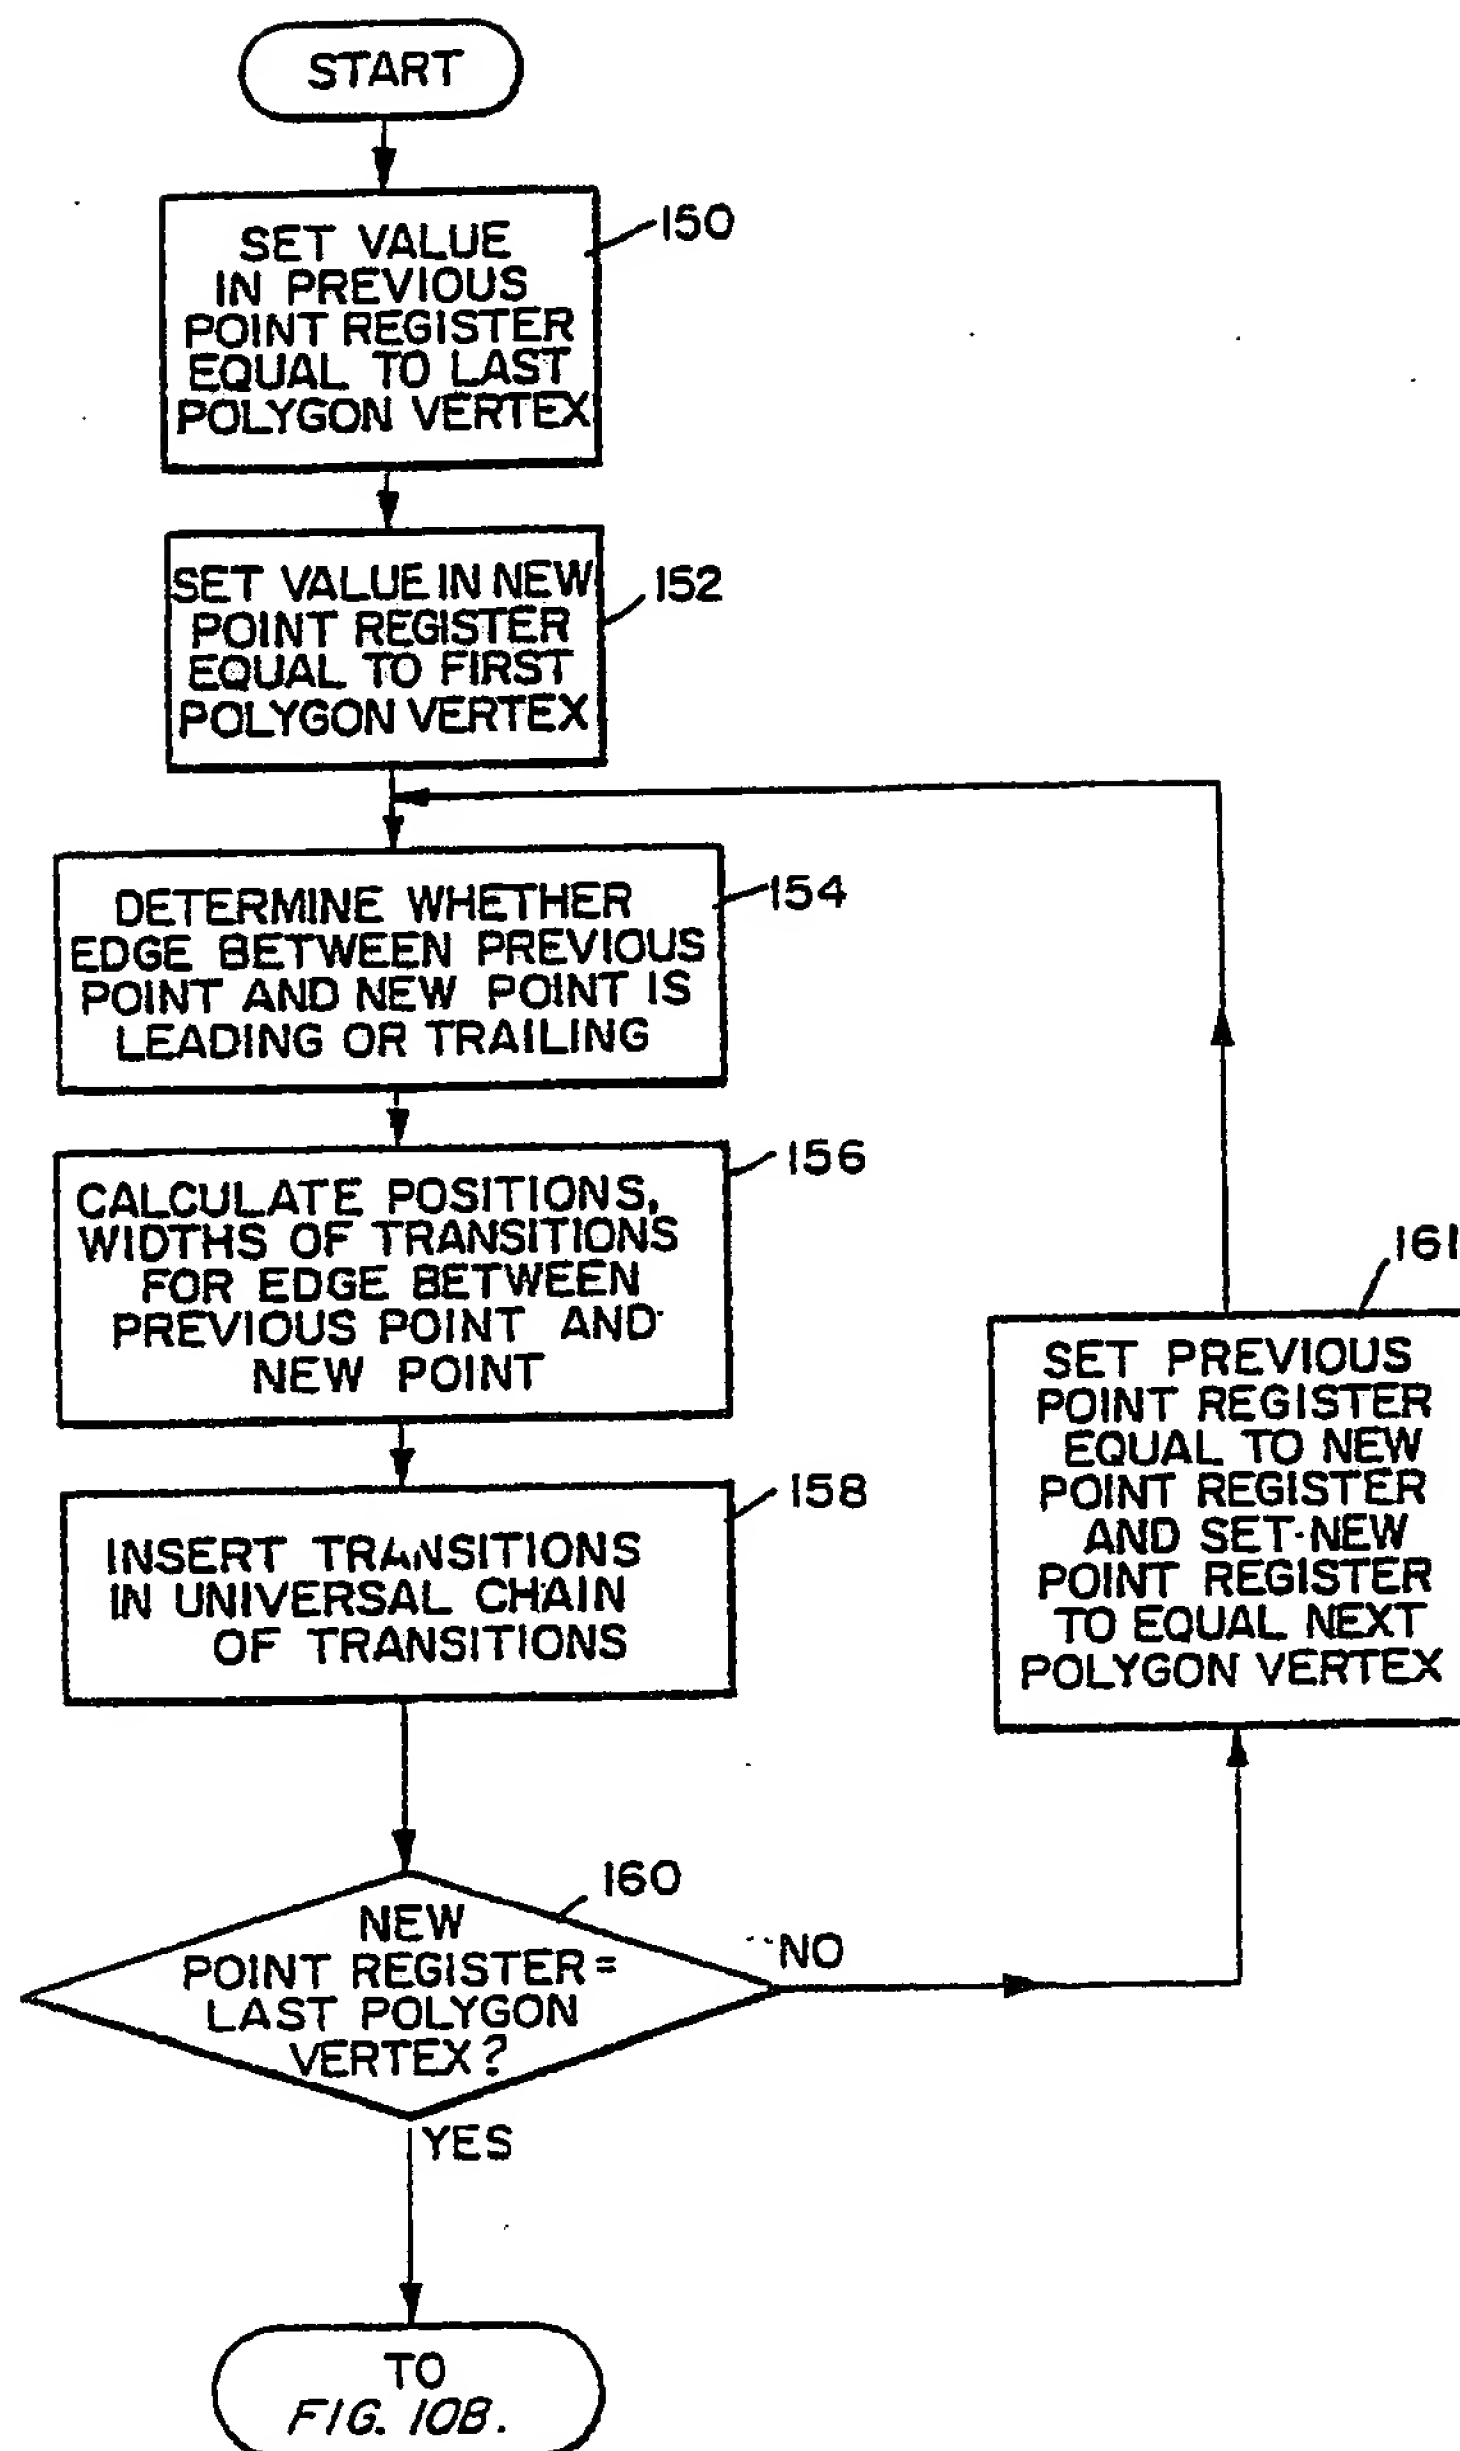 START
SET VALUE
IN PREVIOUS
POINT REGISTER
EQUAL TO LAST
POLYGON VERTEX
150
SET VALUE IN NEW
POINT REGISTER
EQUAL TO FIRST
POLYGON VERTEX
152
DETERMINE WHETHER
EDGE BETWEEN PREVIOUS
POINT AND NEW POINT IS
LEADING OR TRAILING
154
CALCULATE POSITIONS,
WIDTHS OF TRANSITIONS
FOR EDGE BETWEEN
PREVIOUS POINT AND
NEW POINT
156
INSERT TRANSITIONS
IN UNIVERSAL CHAIN
OF TRANSITIONS
158
161
SET PREVIOUS
POINT REGISTER
EQUAL TO NEW
POINT REGISTER
AND SET NEW
POINT REGISTER
TO EQUAL NEXT
POLYGON VERTEX
160
NEW
POINT REGISTER =
LAST POLYGON
VERTEX?
NO
YES
TO
FIG. 10B.